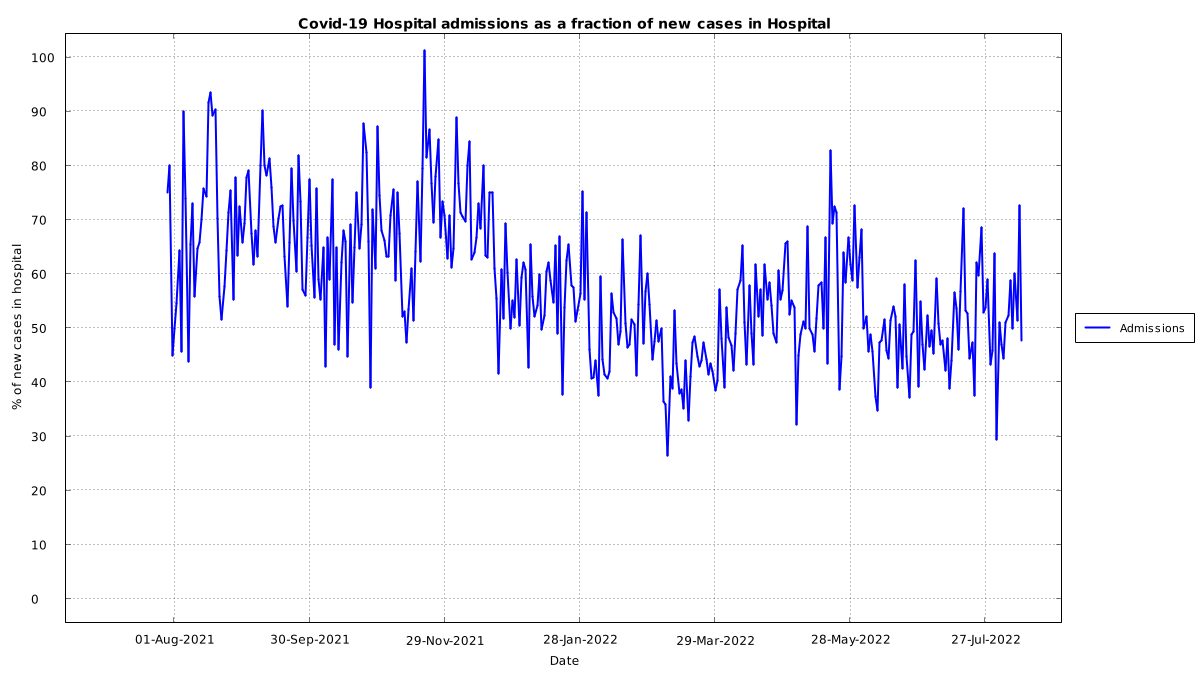 Covid-19 Hospital admissions as a fraction of new cases in Hospital
100
90
80
70
60
50
40
30
20
10
0
% of new cases in hospital
01-Aug-2021 30-Sep-2021 29-Nov-2021 28-Jan-2022 29-Mar-2022 28-May-2022 27-Jul-2022
Date
Admissions